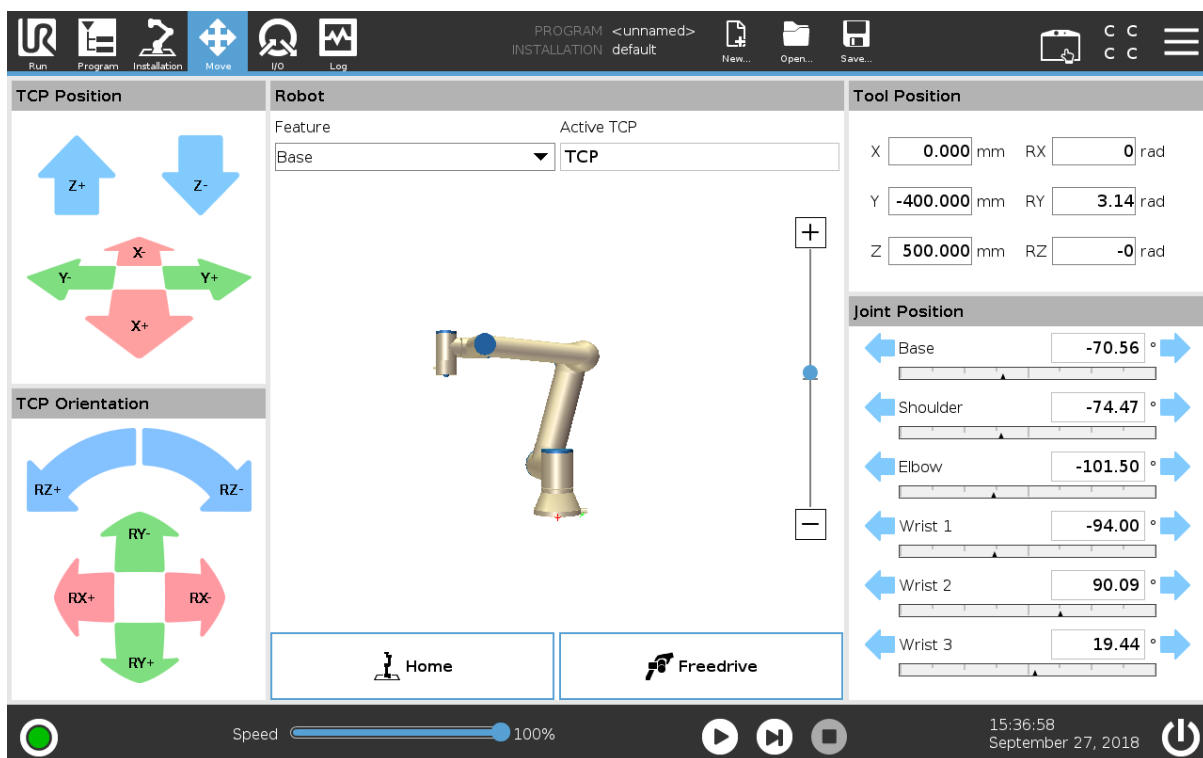 PROGRAM <unnamed>
INSTALLATION default
Run Program Installation Move I/O Log New... Open... Save...
C C
C C
TCP Position
Z+ Z-
X-
Y- Y+
X+
TCP Orientation
RZ+ RZ-
RY-
RX+ RX-
RY+
Robot
Feature Active TCP
Base TCP
+
−
Home Freedrive
Tool Position
X 0.000 mm RX 0 rad
Y -400.000 mm RY 3.14 rad
Z 500.000 mm RZ -0 rad
Joint Position
Base -70.56 °
Shoulder -74.47 °
Elbow -101.50 °
Wrist 1 -94.00 °
Wrist 2 90.09 °
Wrist 3 19.44 °
Speed 100%
15:36:58
September 27, 2018